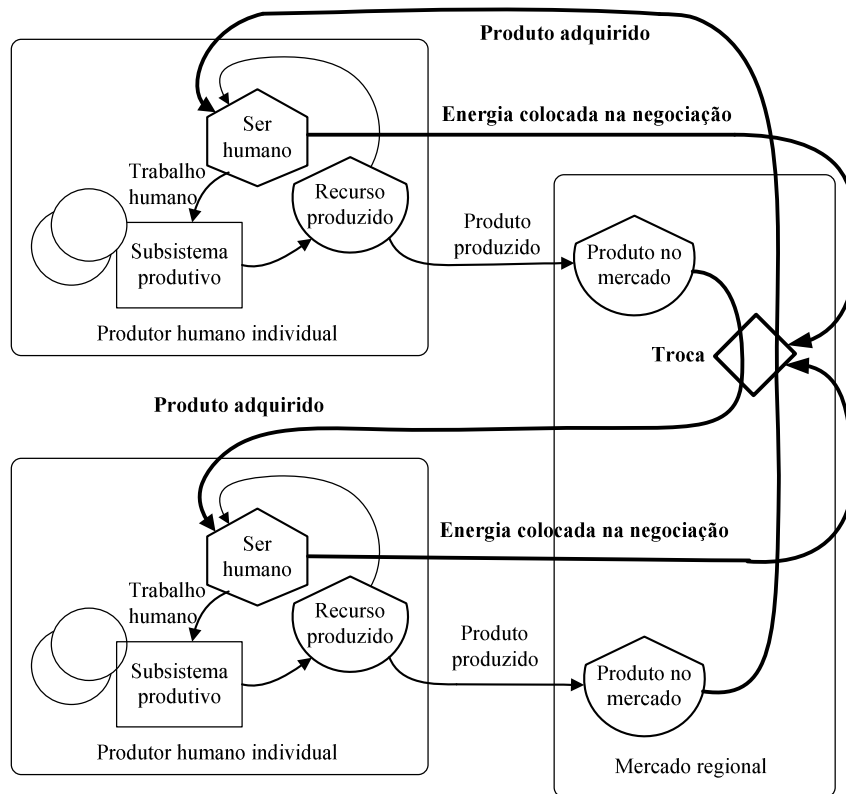 Produto adquirido
Energia colocada na negociação
Ser
humano
Trabalho
humano
Recurso
produzido
Subsistema
produtivo
Produto
produzido
Produto no
mercado
Produtor humano individual
Troca
Produto adquirido
Energia colocada na negociação
Ser
humano
Trabalho
humano
Recurso
produzido
Subsistema
produtivo
Produto
produzido
Produto no
mercado
Produtor humano individual
Mercado regional